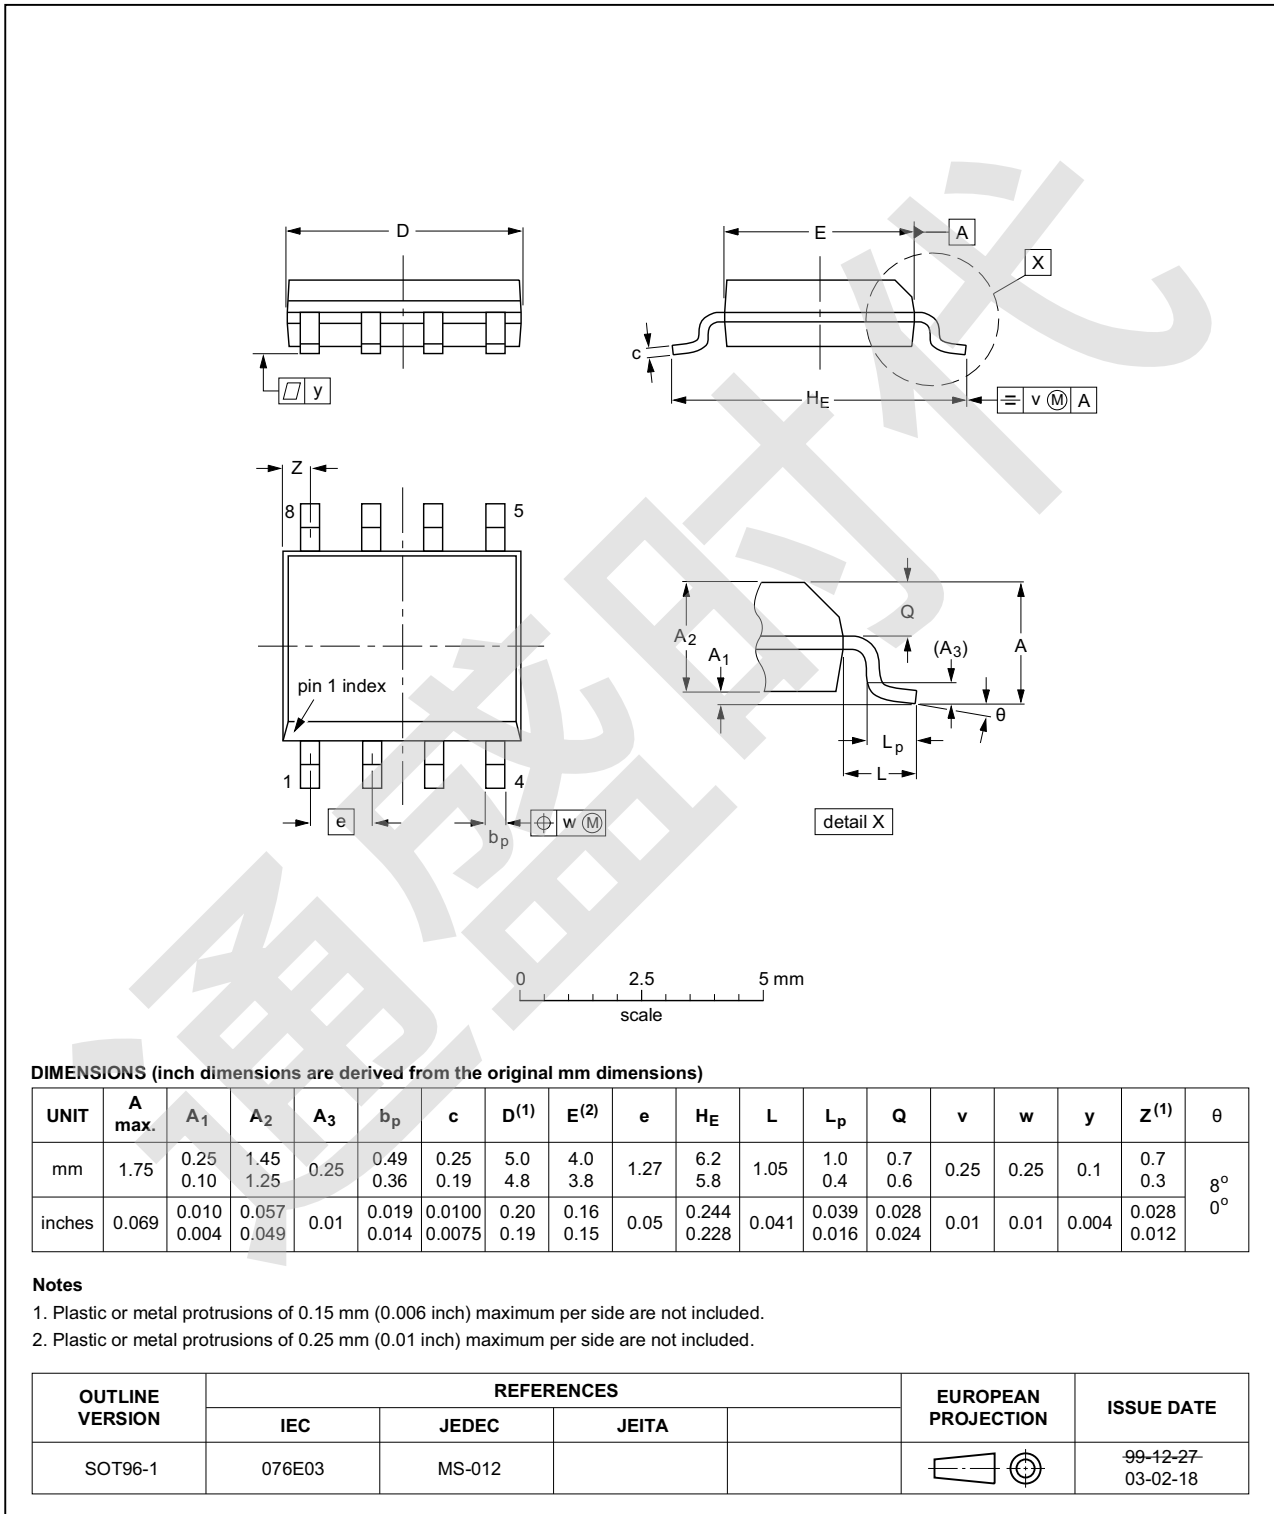 D
E
A
X
c
y
HE
v M A
Z
8
5
pin 1 index
1
4
e
bp
w M
A2
A1
Q
(A3)
A
θ
Lp
L
detail X
0 2.5 5 mm
scale
DIMENSIONS (inch dimensions are derived from the original mm dimensions)
UNIT A max. A1 A2 A3 bp c D(1) E(2) e HE L Lp Q v w y Z(1) θ
mm 1.75 0.25 0.10 1.45 1.25 0.25 0.49 0.36 0.25 0.19 5.0 4.8 4.0 3.8 1.27 6.2 5.8 1.05 1.0 0.4 0.7 0.6 0.25 0.25 0.1 0.7 0.3 8° 0°
inches 0.069 0.010 0.004 0.057 0.049 0.01 0.019 0.014 0.0100 0.0075 0.20 0.19 0.16 0.15 0.05 0.244 0.228 0.041 0.039 0.016 0.028 0.024 0.01 0.01 0.004 0.028 0.012
Notes
1. Plastic or metal protrusions of 0.15 mm (0.006 inch) maximum per side are not included.
2. Plastic or metal protrusions of 0.25 mm (0.01 inch) maximum per side are not included.
OUTLINE VERSION REFERENCES EUROPEAN PROJECTION ISSUE DATE
IEC JEDEC JEITA
SOT96-1 076E03 MS-012 99-12-27
03-02-18
通盛时代